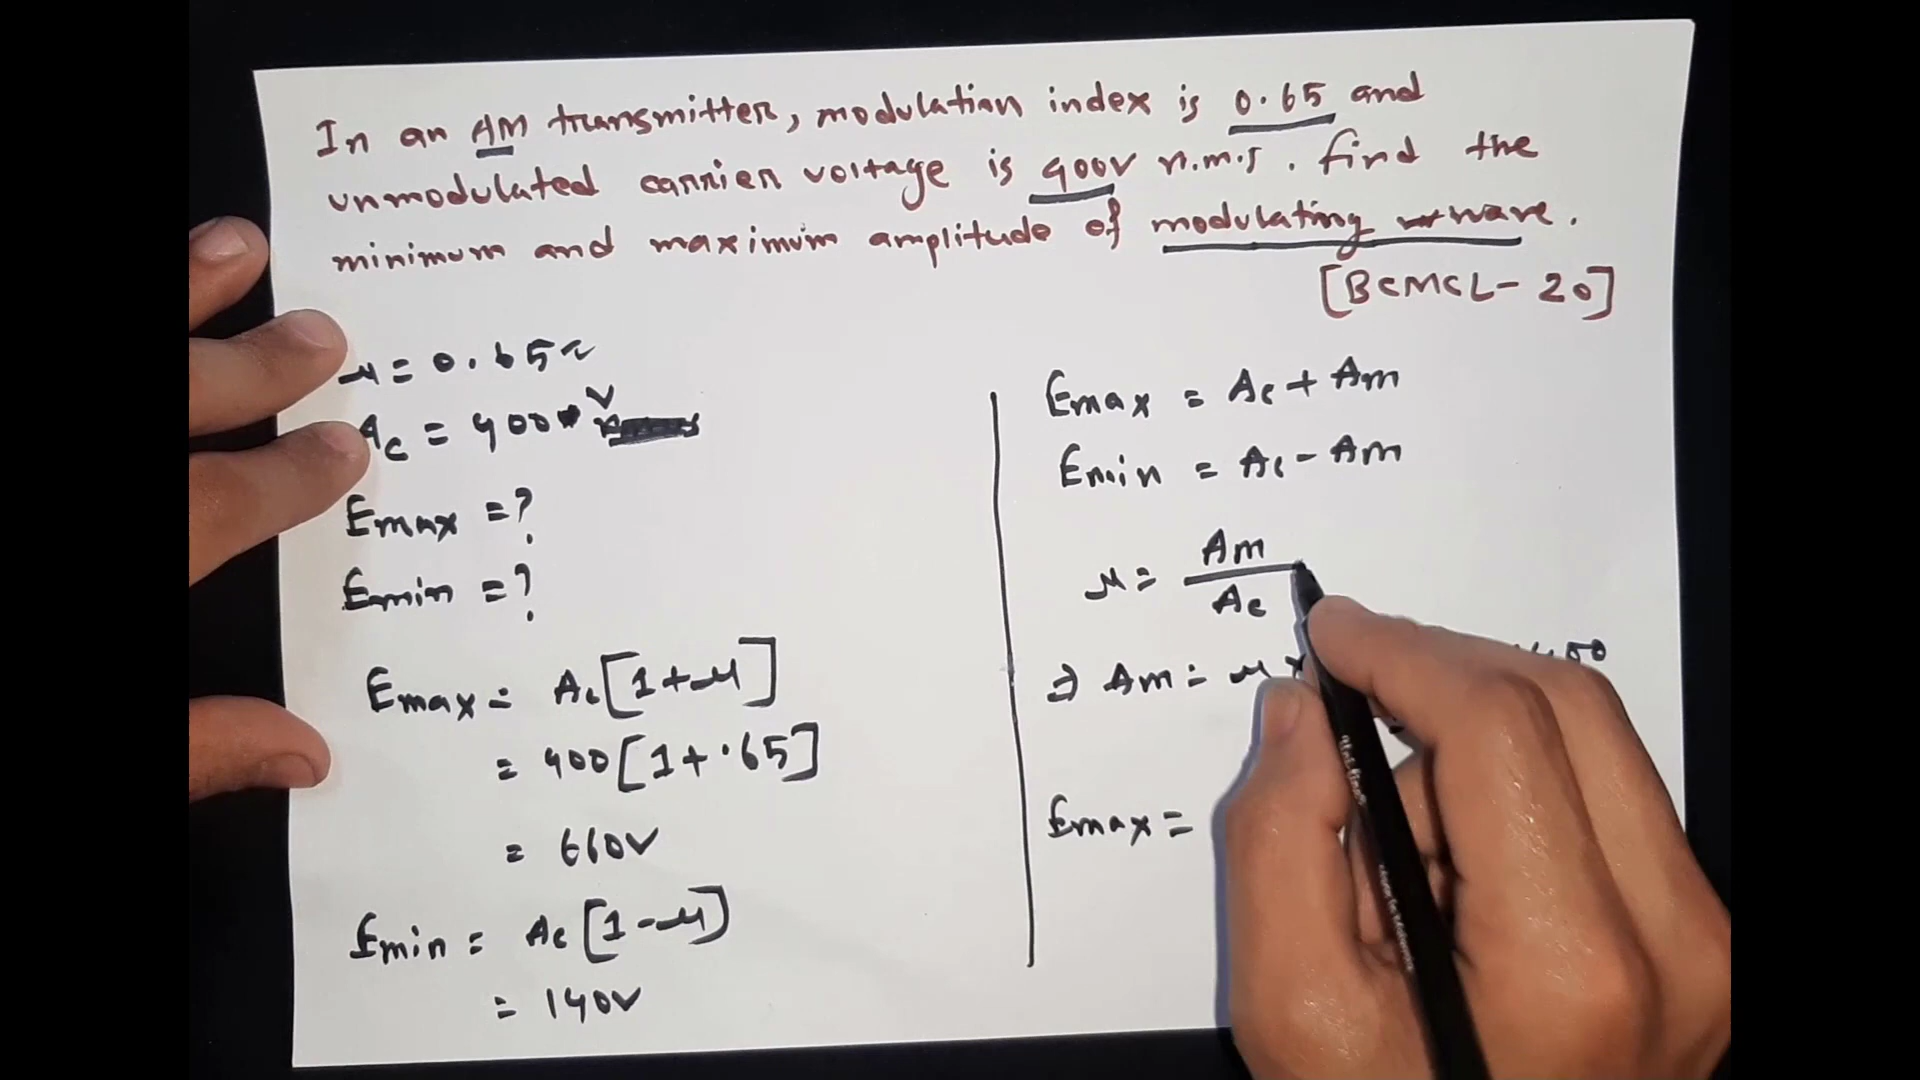 In an AM transmitter, modulation index is 0.65 and
unmodulated carrier voltage is 400V r.m.s. find the
minimum and maximum amplitude of modulating wave.
[BCMCL-20]
μ = 0.65
Ac = 400 V
Emax = ?
Emin = ?
Emax = Ac[1+μ]
= 400[1+.65]
= 660V
Emin = Ac[1-μ]
= 140V
Emax = Ac + Am
Emin = Ac - Am
μ = Am / Ac
⇒ Am = μ ×
Emax =